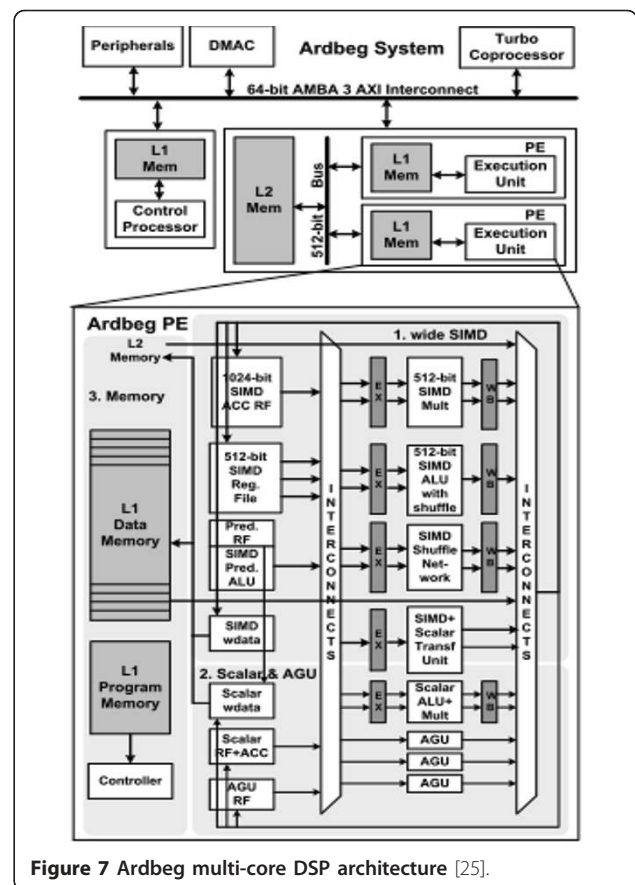 Peripherals
DMAC
Ardbeg System
Turbo
Coprocessor
64-bit AMBA 3 AXI Interconnect
L1
Mem
Control
Processor
L2
Mem
512-bit Bus
PE
L1
Mem
Execution
Unit
PE
L1
Mem
Execution
Unit
Ardbeg PE
1. wide SIMD
L2
Memory
3. Memory
L1
Data
Memory
L1
Program
Memory
Controller
1024-bit
SIMD
ACC RF
512-bit
SIMD
Reg.
File
Pred.
RF
SIMD
Pred.
ALU
SIMD
wdata
2. Scalar & AGU
Scalar
wdata
Scalar
RF+ACC
AGU
RF
INTERCONNECTS
EX
512-bit
SIMD
Mult
WB
EX
512-bit
SIMD
ALU
with
shuffle
WB
EX
SIMD
Shuffle
Net-
work
WB
EX
SIMD+
Scalar
Transf
Unit
EX
Scalar
ALU+
Mult
WB
AGU
AGU
AGU
INTERCONNECTS
Figure 7 Ardbeg multi-core DSP architecture [25].